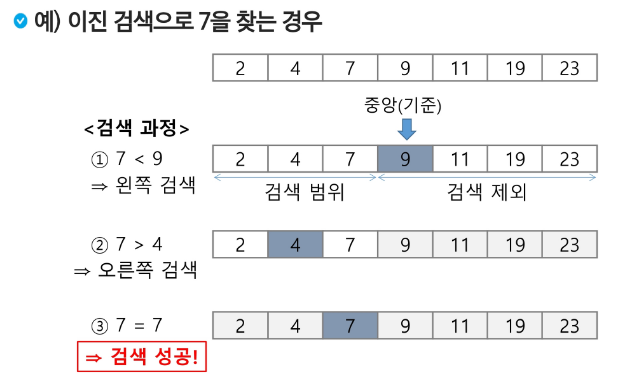 예) 이진 검색으로 7을 찾는 경우
2 4 7 9 11 19 23
중앙(기준)
<검색 과정>
① 7 < 9
2 4 7 9 11 19 23
⇒ 왼쪽 검색
검색 범위 검색 제외
② 7 > 4
2 4 7 9 11 19 23
⇒ 오른쪽 검색
③ 7 = 7
2 4 7 9 11 19 23
⇒ 검색 성공!